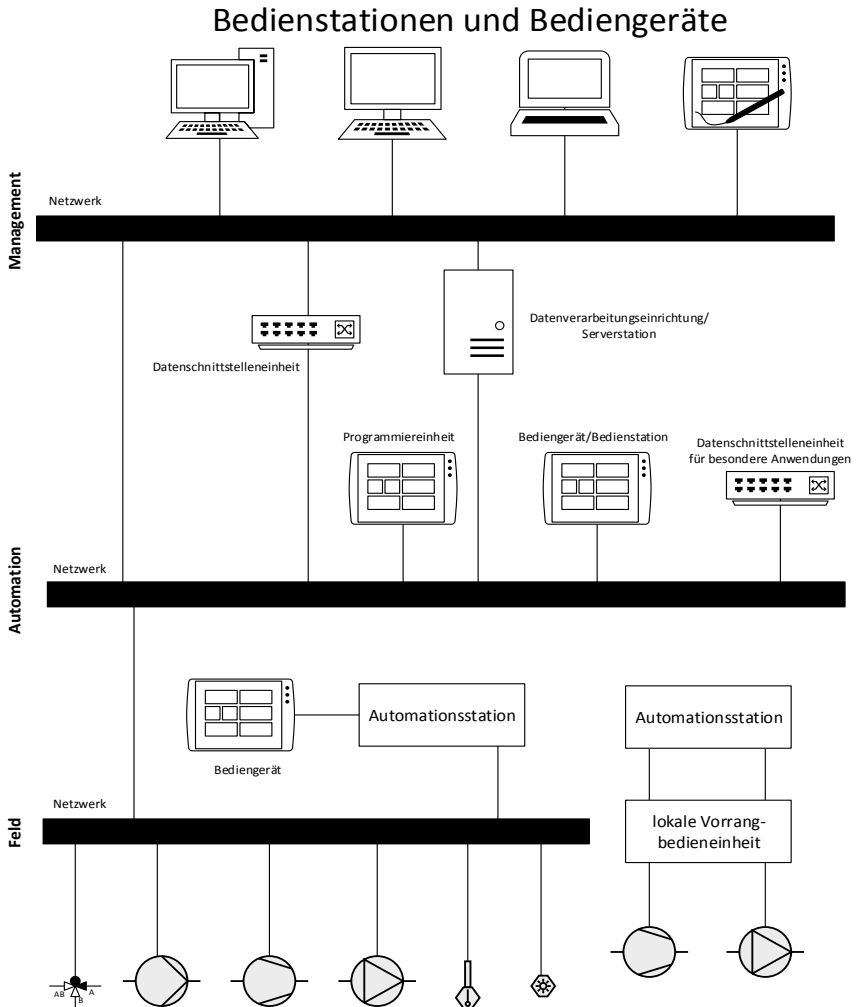 Bedienstationen und Bediengeräte
Management
Netzwerk
Datenverarbeitungseinrichtung/
Serverstation
Datenschnittstelleneinheit
Programmiereinheit
Bediengerät/Bedienstation
Datenschnittstelleneinheit
für besondere Anwendungen
Automation
Netzwerk
Automationsstation
Automationsstation
Bediengerät
Feld
Netzwerk
lokale Vorrang-
bedieneinheit
AB
A
B